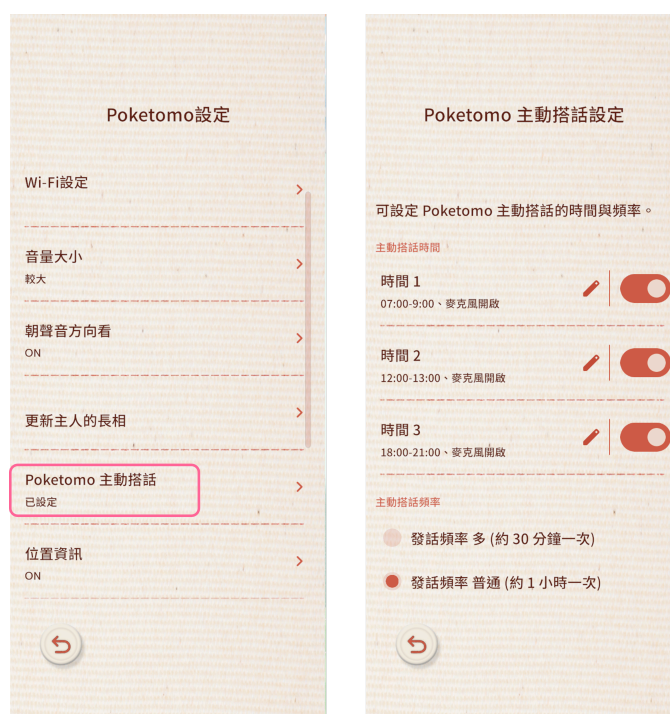 Poketomo設定
Wi-Fi設定
音量大小
較大
朝聲音方向看
ON
更新主人的長相
Poketomo 主動搭話
已設定
位置資訊
ON
Poketomo 主動搭話設定
可設定 Poketomo 主動搭話的時間與頻率。
主動搭話時間
時間 1
07:00-9:00、麥克風開啟
時間 2
12:00-13:00、麥克風開啟
時間 3
18:00-21:00、麥克風開啟
主動搭話頻率
發話頻率 多 (約 30 分鐘一次)
發話頻率 普通 (約 1 小時一次)